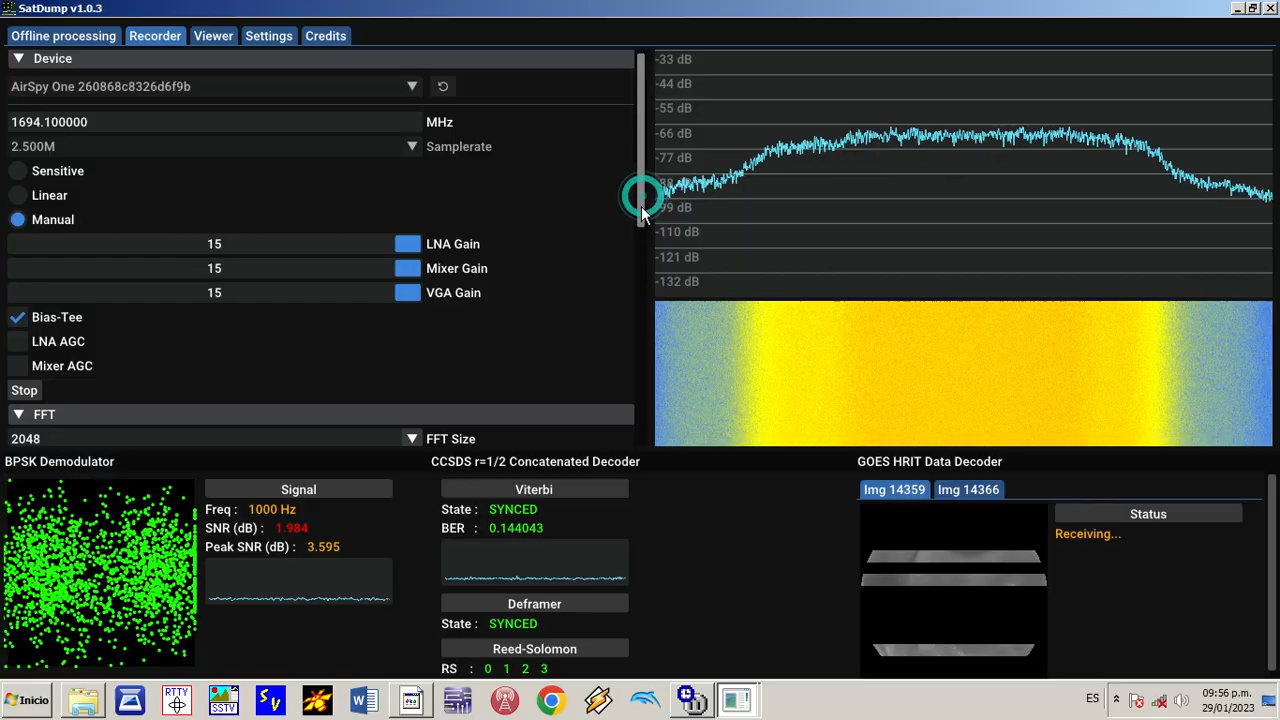 SatDump v1.0.3
Offline processing
Recorder
Viewer
Settings
Credits
Device
AirSpy One 260868c8326d6f9b
1694.100000 MHz
2.500M Samplerate
Sensitive
Linear
Manual
15 LNA Gain
15 Mixer Gain
15 VGA Gain
Bias-Tee
LNA AGC
Mixer AGC
Stop
FFT
2048 FFT Size
-33 dB
-44 dB
-55 dB
-66 dB
-77 dB
-99 dB
-110 dB
-121 dB
-132 dB
BPSK Demodulator
Signal
Freq : 1000 Hz
SNR (dB) : 1.984
Peak SNR (dB) : 3.595
CCSDS r=1/2 Concatenated Decoder
Viterbi
State : SYNCED
BER : 0.144043
Deframer
State : SYNCED
Reed-Solomon
RS : 0 1 2 3
GOES HRIT Data Decoder
Img 14359
Img 14366
Status
Receiving...
Inicio
RTTY
SSTV
S V
W
ES
09:56 p.m.
29/01/2023